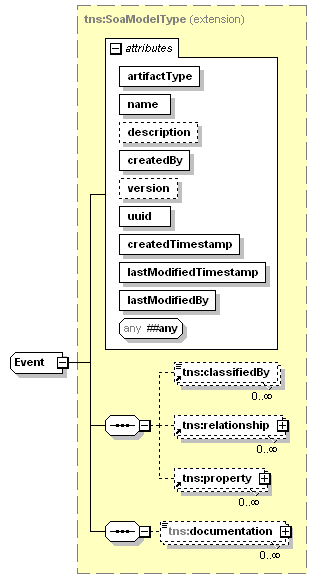 tns:SoaModelType (extension)
attributes
artifactType
name
description
createdBy
version
uuid
createdTimestamp
lastModifiedTimestamp
lastModifiedBy
any ##any
Event
tns:classifiedBy
0..∞
tns:relationship
0..∞
tns:property
0..∞
tns:documentation
0..∞